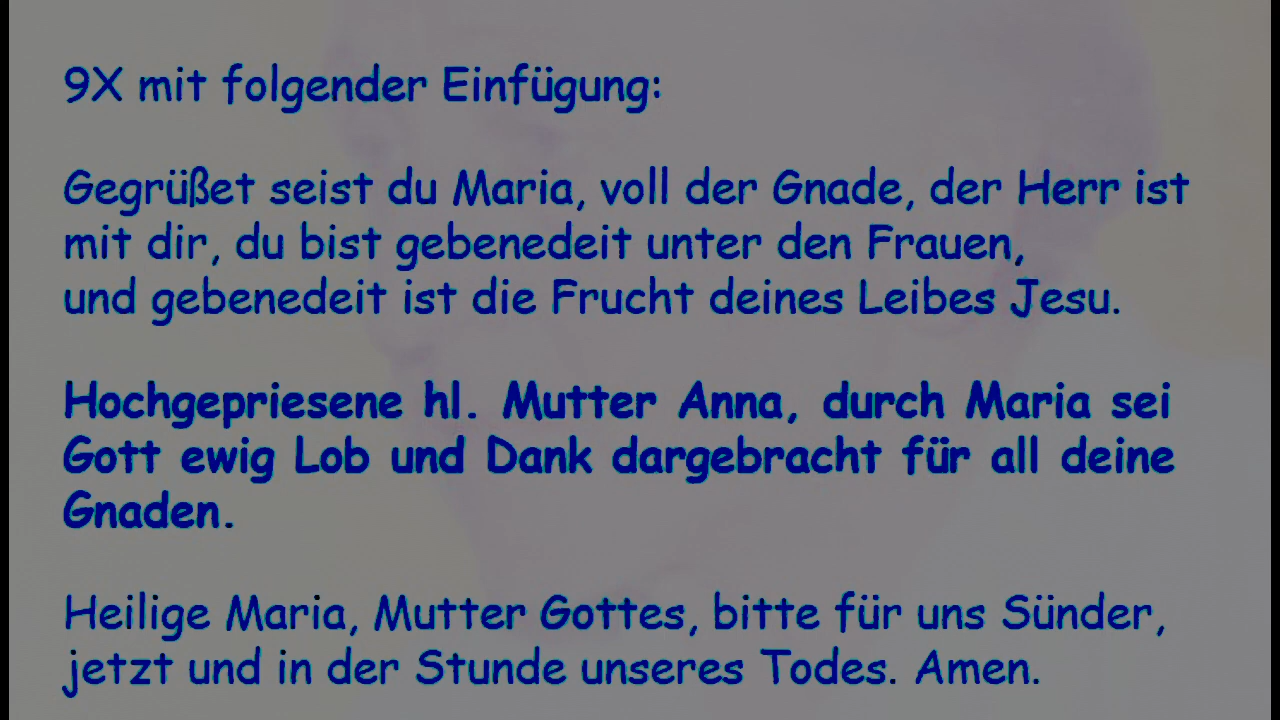 9X mit folgender Einfügung:
Gegrüßet seist du Maria, voll der Gnade, der Herr ist
mit dir, du bist gebenedeit unter den Frauen,
und gebenedeit ist die Frucht deines Leibes Jesu.
Hochgepriesene hl. Mutter Anna, durch Maria sei
Gott ewig Lob und Dank dargebracht für all deine
Gnaden.
Heilige Maria, Mutter Gottes, bitte für uns Sünder,
jetzt und in der Stunde unseres Todes. Amen.